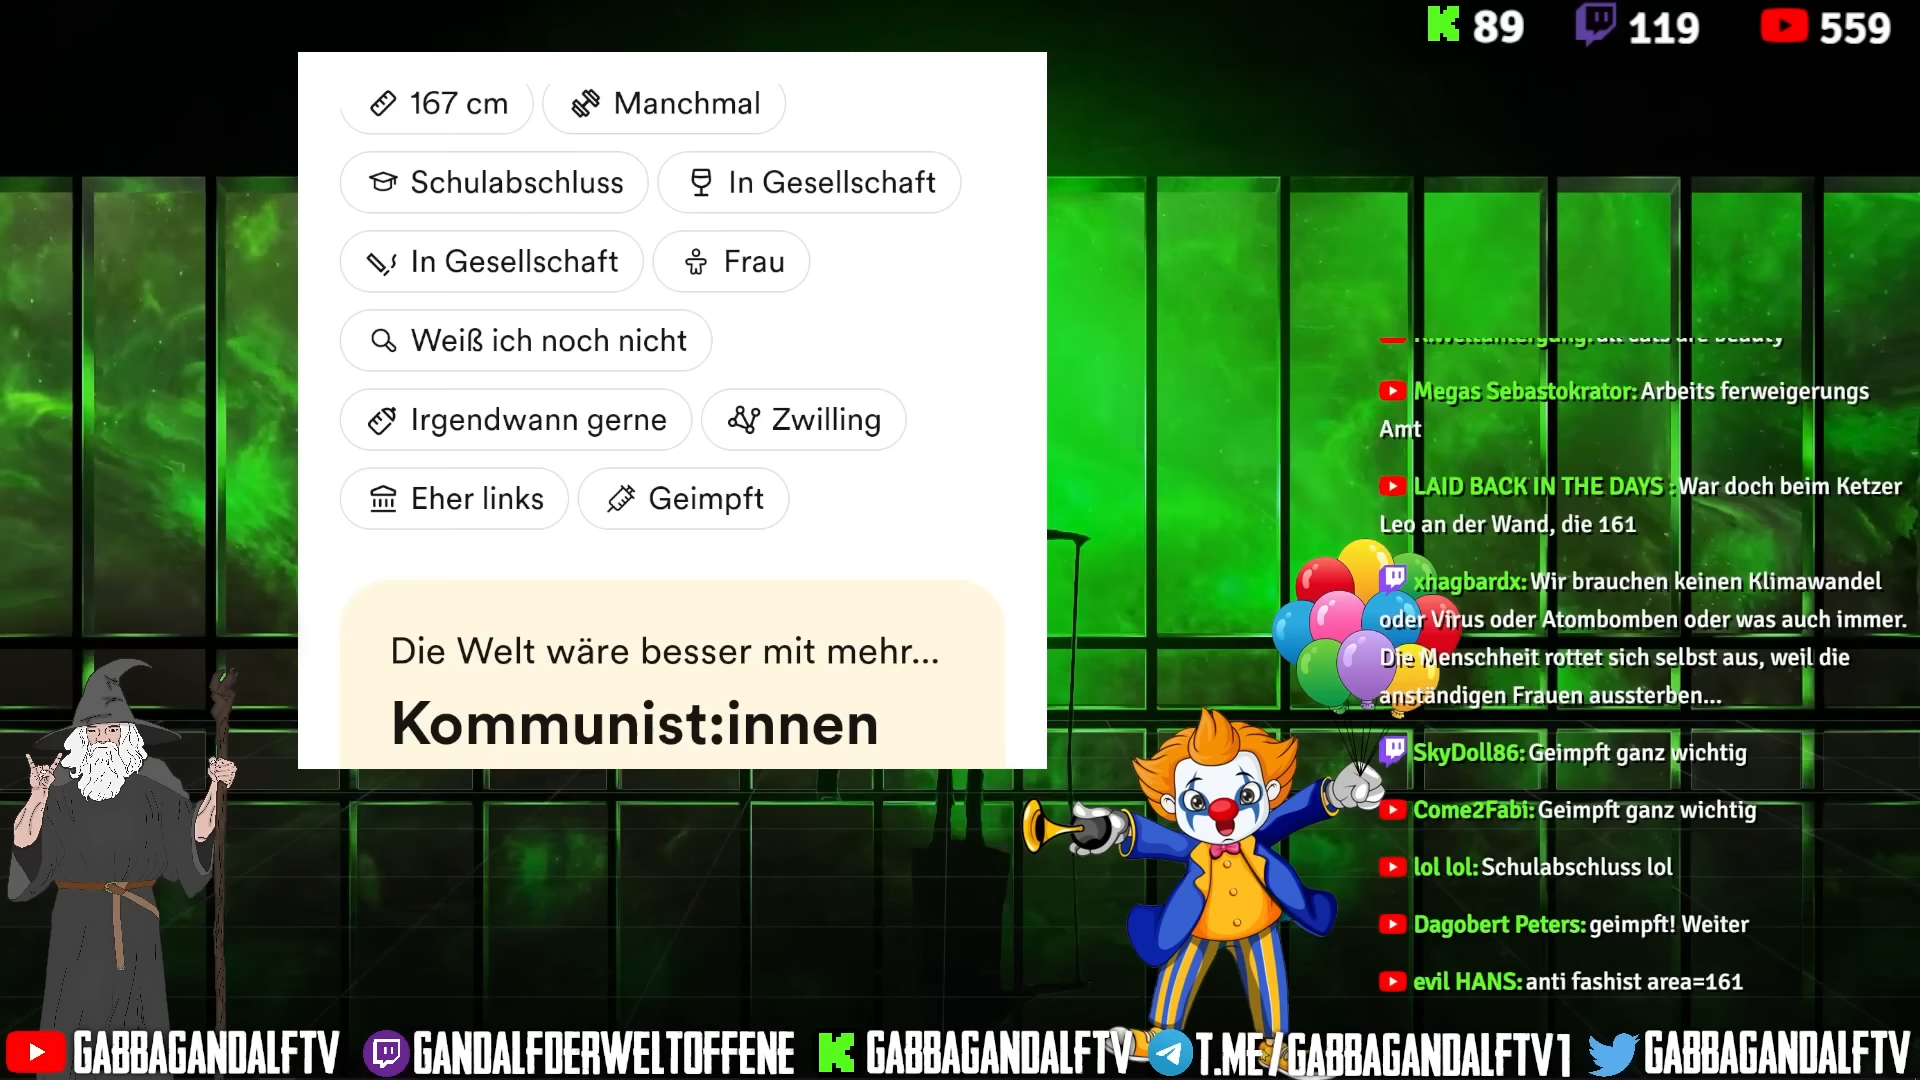 89 119 559
167 cm Manchmal
Schulabschluss In Gesellschaft
In Gesellschaft Frau
Weiß ich noch nicht
Irgendwann gerne Zwilling
Eher links Geimpft
Die Welt wäre besser mit mehr...
Kommunist:innen
all cats are beauty
Megas Sebastokrator: Arbeits ferweigerungs
Amt
LAID BACK IN THE DAYS : War doch beim Ketzer
Leo an der Wand, die 161
xhagbardx: Wir brauchen keinen Klimawandel
oder Virus oder Atombomben oder was auch immer.
Die Menschheit rottet sich selbst aus, weil die
anständigen Frauen aussterben...
SkyDoll86: Geimpft ganz wichtig
Come2Fabi: Geimpft ganz wichtig
lol lol: Schulabschluss lol
Dagobert Peters: geimpft! Weiter
evil HANS: anti fashist area=161
GABBAGANDALFTV GANDALFDERWELTOFFENE GABBAGANDALFTV T.ME/GABBAGANDALFTV1 GABBAGANDALFTV